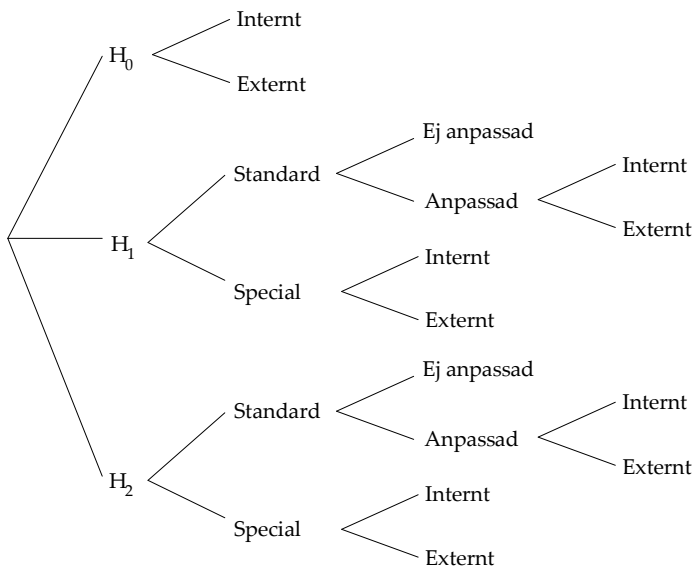 Internt
H0
Externt
Ej anpassad
Standard
Internt
Anpassad
Externt
H1
Internt
Special
Externt
Ej anpassad
Standard
Internt
Anpassad
Externt
H2
Internt
Special
Externt